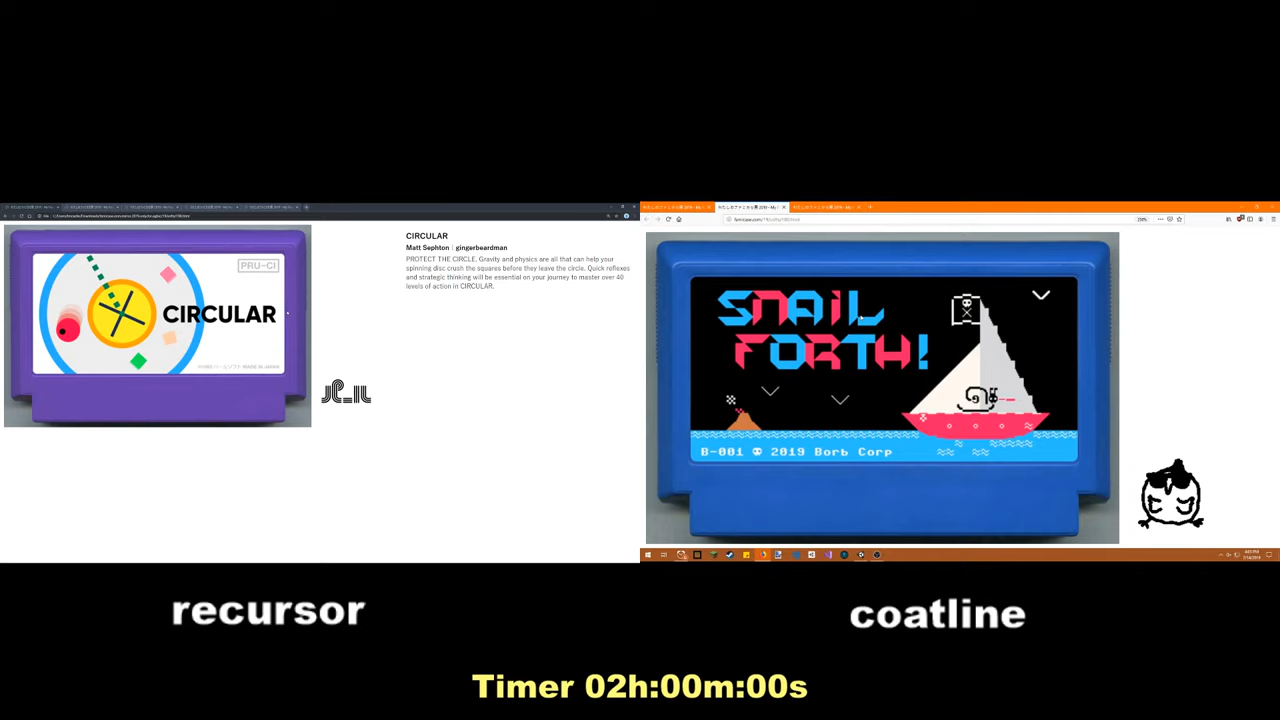 CIRCULAR
Matt Sephton | gingerbeardman
PROTECT THE CIRCLE. Gravity and physics are all that can help your
spinning disc crush the squares before they leave the circle. Quick reflexes
and strategic thinking will be essential on your journey to master over 40
levels of action in CIRCULAR.
PRU-CI
CIRCULAR
SNAIL
FORTH!
B-001 2019 Borb Corp
recursor
coatline
Timer 02h:00m:00s